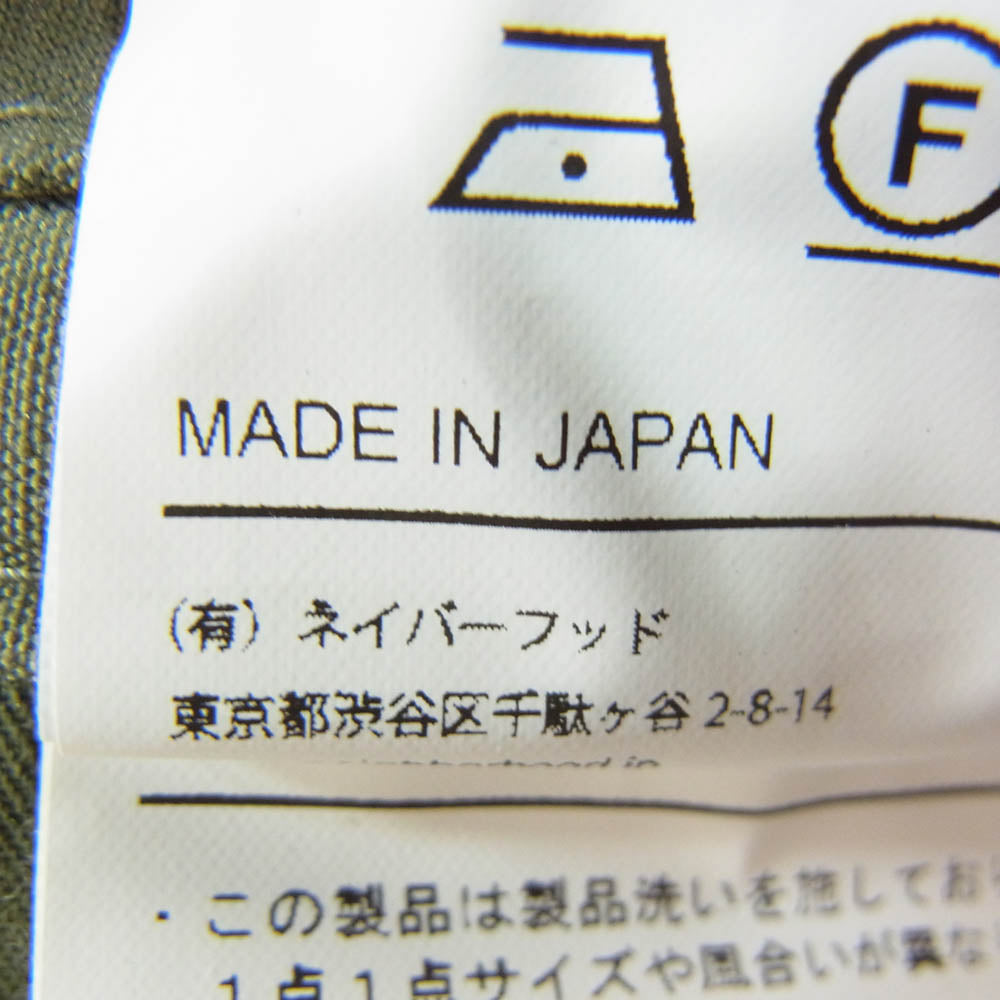 F
MADE IN JAPAN
(有) ネイバーフッド
東京都渋谷区千駄ヶ谷 2-8-14
・この製品は製品洗いを施してお
1点1点サイズや風合いが異な